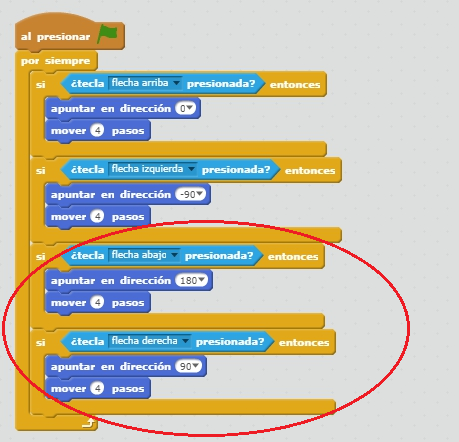 al presionar
por siempre
si ¿tecla flecha arriba presionada? entonces
apuntar en dirección 0
mover 4 pasos
si ¿tecla flecha izquierda presionada? entonces
apuntar en dirección -90
mover 4 pasos
si ¿tecla flecha abajo presionada? entonces
apuntar en dirección 180
mover 4 pasos
si ¿tecla flecha derecha presionada? entonces
apuntar en dirección 90
mover 4 pasos